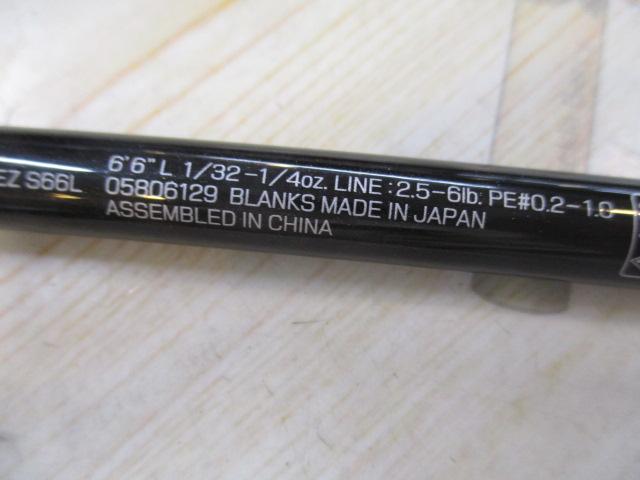 6'6" L 1/32-1/4oz. LINE:2.5-6lb. PE#0.2-1.0
EZ S66L 05806129 BLANKS MADE IN JAPAN
ASSEMBLED IN CHINA